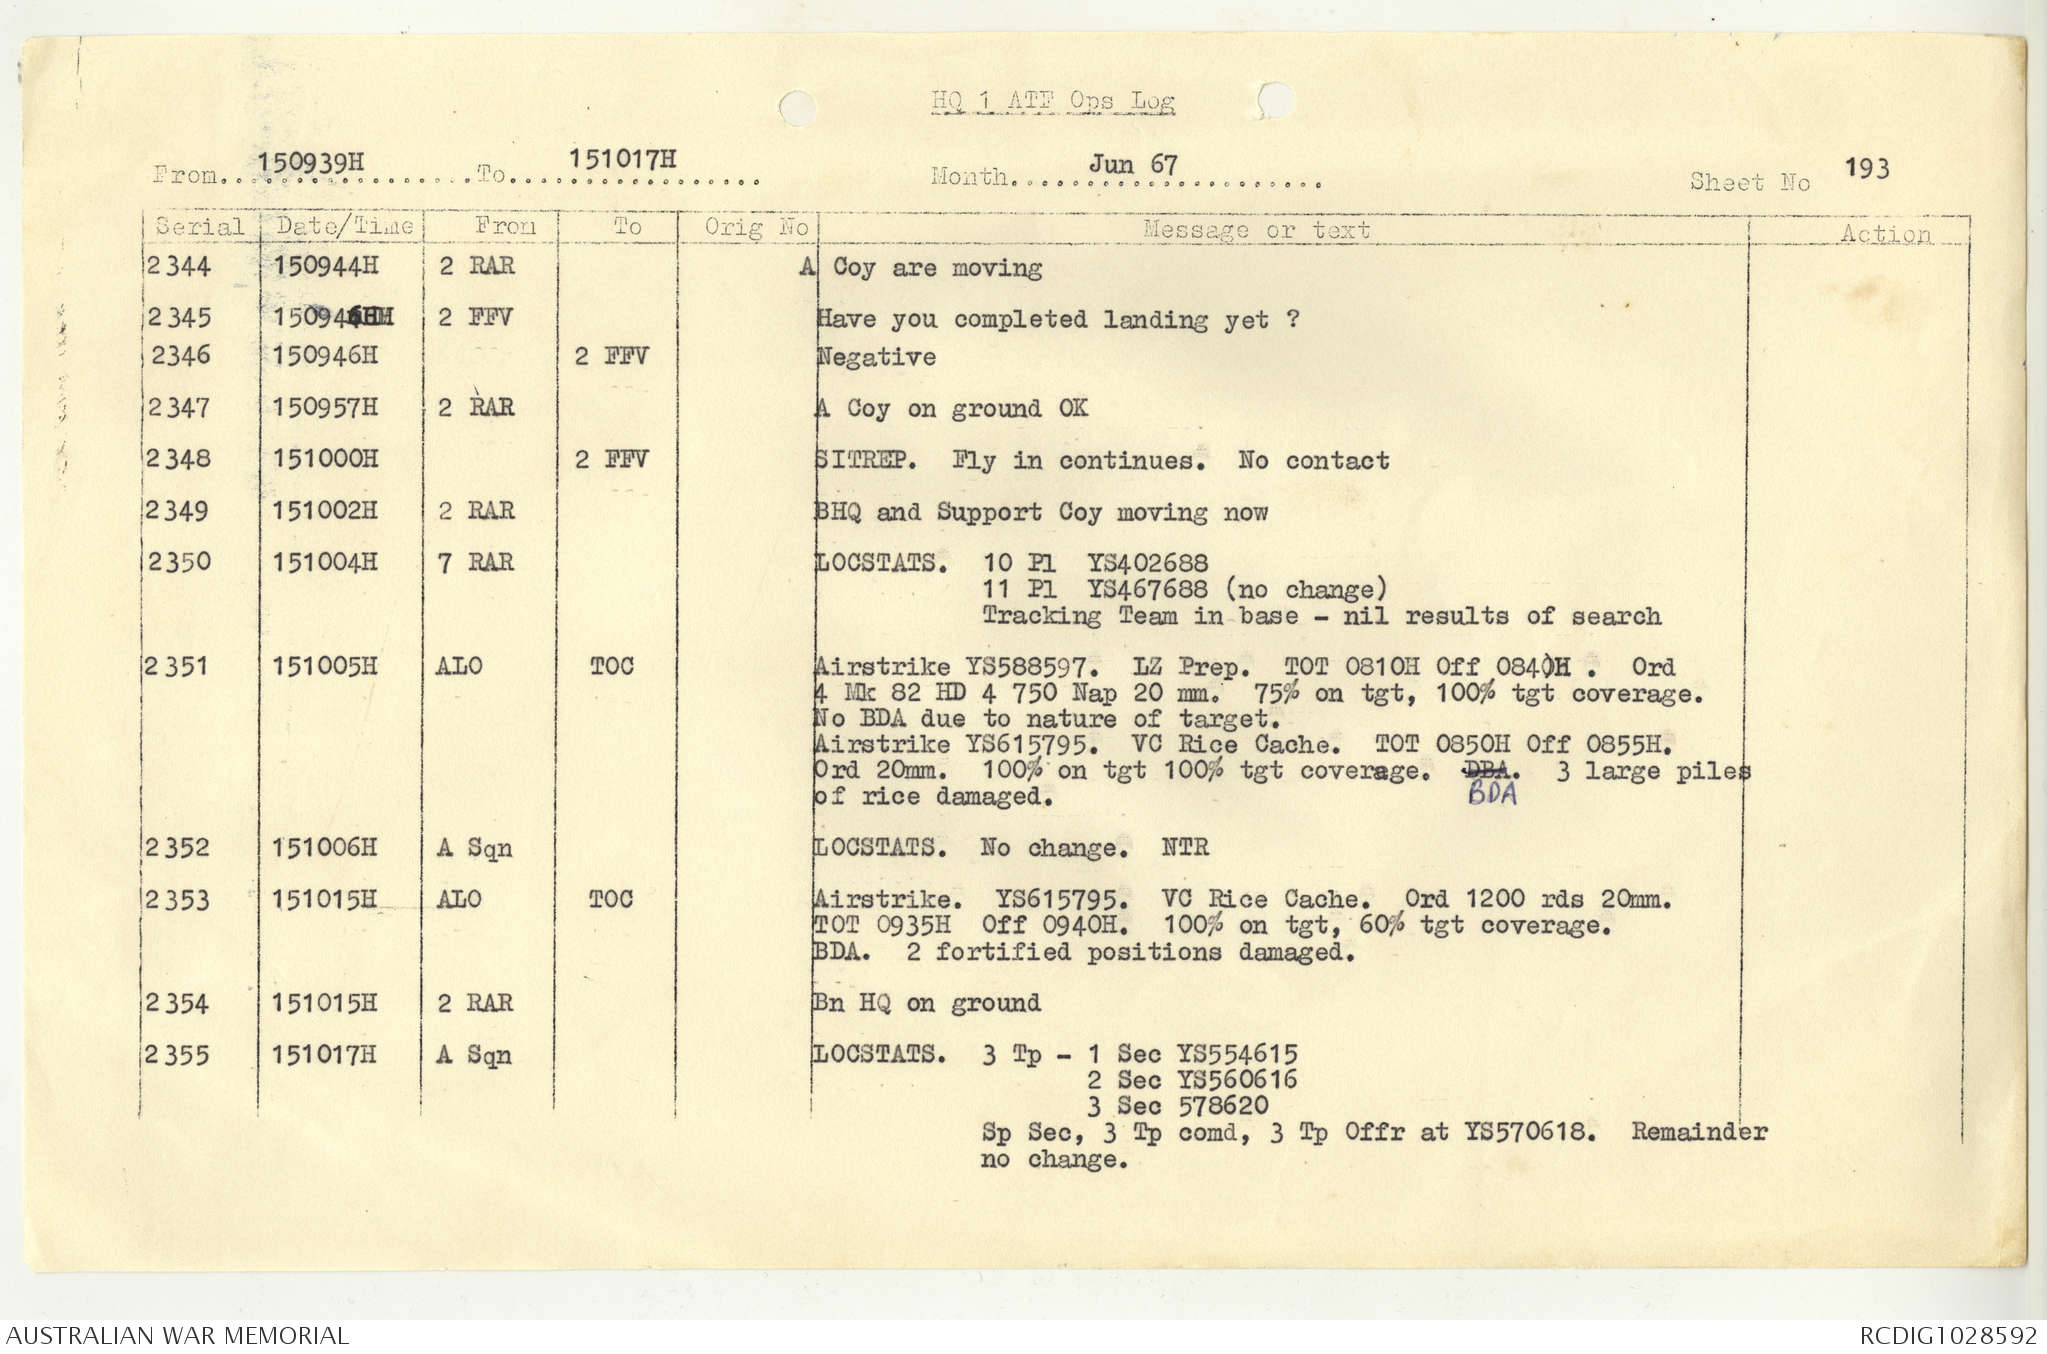 HQ 1 ATF Ops Log
From 150939H To 151017H Month Jun 67 Sheet No 193
Serial Date/Time From To Orig No Message or text Action
2344 150944H 2 RAR A Coy are moving
2345 150946H 2 FFV Have you completed landing yet ?
2346 150946H 2 FFV Negative
2347 150957H 2 RAR A Coy on ground OK
2348 151000H 2 FFV SITREP. Fly in continues. No contact
2349 151002H 2 RAR BHQ and Support Coy moving now
2350 151004H 7 RAR LOCSTATS. 10 Pl YS402688
11 Pl YS467688 (no change)
Tracking Team in base - nil results of search
2351 151005H ALO TOC Airstrike YS588597. LZ Prep. TOT 0810H Off 0840H . Ord
4 Mk 82 HD 4 750 Nap 20 mm. 75% on tgt, 100% tgt coverage.
No BDA due to nature of target.
Airstrike YS615795. VC Rice Cache. TOT 0850H Off 0855H.
Ord 20mm. 100% on tgt 100% tgt coverage. DBA. 3 large piles
BDA
of rice damaged.
2352 151006H A Sqn LOCSTATS. No change. NTR
2353 151015H ALO TOC Airstrike. YS615795. VC Rice Cache. Ord 1200 rds 20mm.
TOT 0935H Off 0940H. 100% on tgt, 60% tgt coverage.
BDA. 2 fortified positions damaged.
2354 151015H 2 RAR Bn HQ on ground
2355 151017H A Sqn LOCSTATS. 3 Tp - 1 Sec YS554615
2 Sec YS560616
3 Sec 578620
Sp Sec, 3 Tp comd, 3 Tp Offr at YS570618. Remainder
no change.
AUSTRALIAN WAR MEMORIAL RCDIG1028592